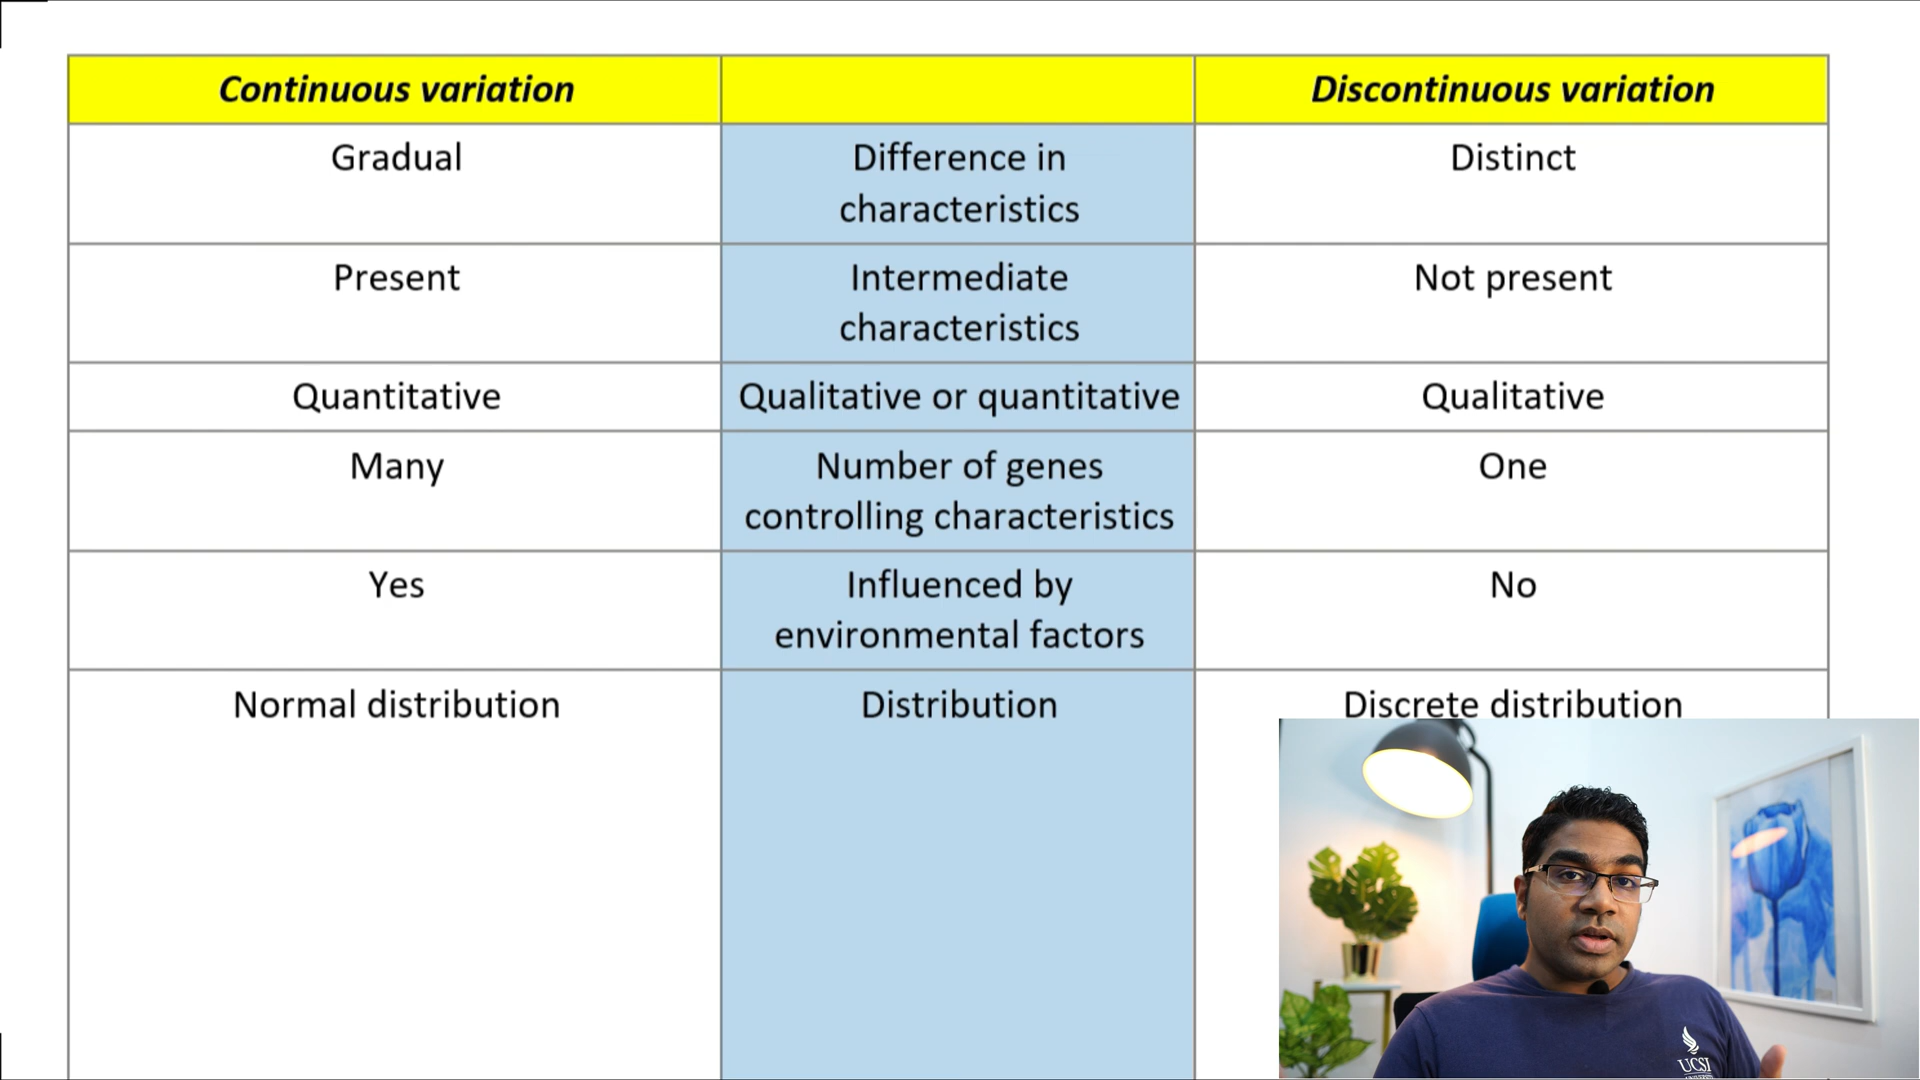 Continuous variation
Discontinuous variation
Gradual
Difference in
characteristics
Distinct
Present
Intermediate
characteristics
Not present
Quantitative
Qualitative or quantitative
Qualitative
Many
Number of genes
controlling characteristics
One
Yes
Influenced by
environmental factors
No
Normal distribution
Distribution
Discrete distribution
UCSI